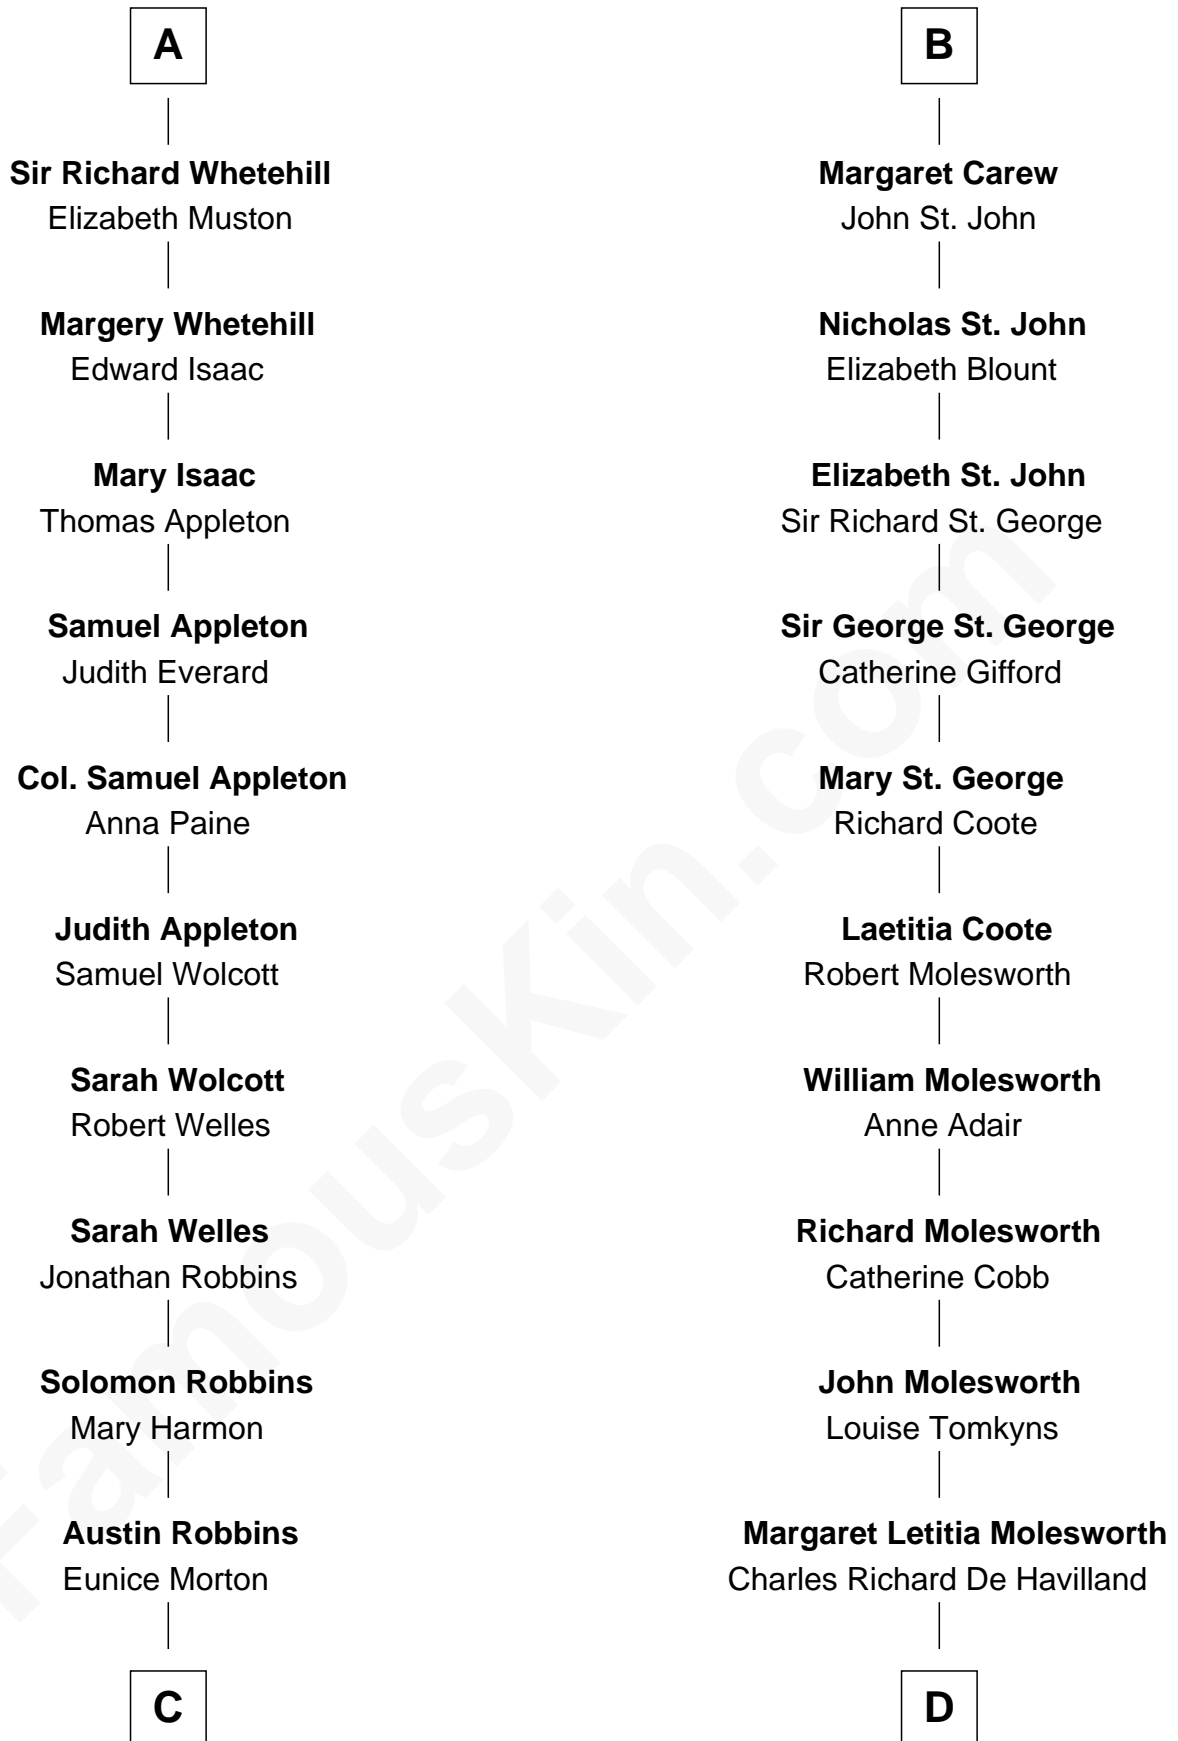 A
Sir Richard Whetehill
Elizabeth Muston
Margery Whetehill
Edward Isaac
Mary Isaac
Thomas Appleton
Samuel Appleton
Judith Everard
Col. Samuel Appleton
Anna Paine
Judith Appleton
Samuel Wolcott
Sarah Wolcott
Robert Welles
Sarah Welles
Jonathan Robbins
Solomon Robbins
Mary Harmon
Austin Robbins
Eunice Morton
C
B
Margaret Carew
John St. John
Nicholas St. John
Elizabeth Blount
Elizabeth St. John
Sir Richard St. George
Sir George St. George
Catherine Gifford
Mary St. George
Richard Coote
Laetitia Coote
Robert Molesworth
William Molesworth
Anne Adair
Richard Molesworth
Catherine Cobb
John Molesworth
Louise Tomkyns
Margaret Letitia Molesworth
Charles Richard De Havilland
D
FamousKin.com